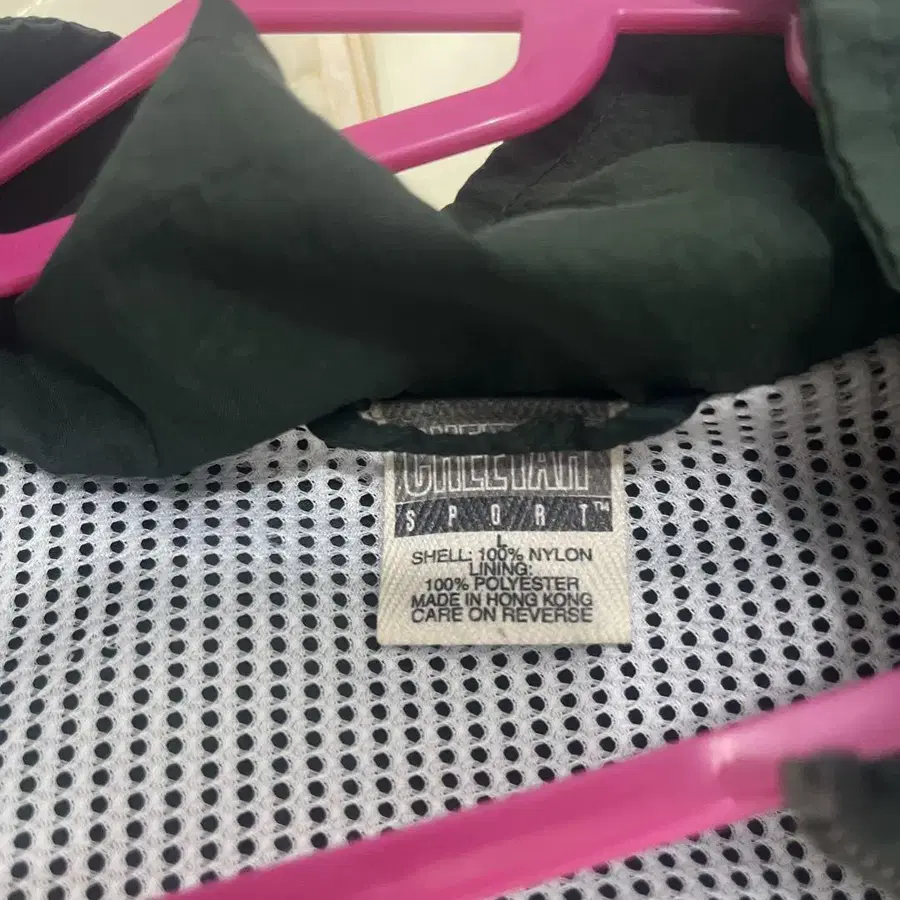 CHEETAH
SPORT™
L
SHELL: 100% NYLON
LINING:
100% POLYESTER
MADE IN HONG KONG
CARE ON REVERSE